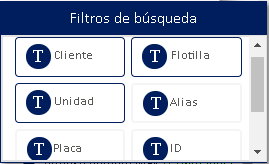 Filtros de búsqueda
T Cliente T Flotilla
T Unidad T Alias
T Placa T ID